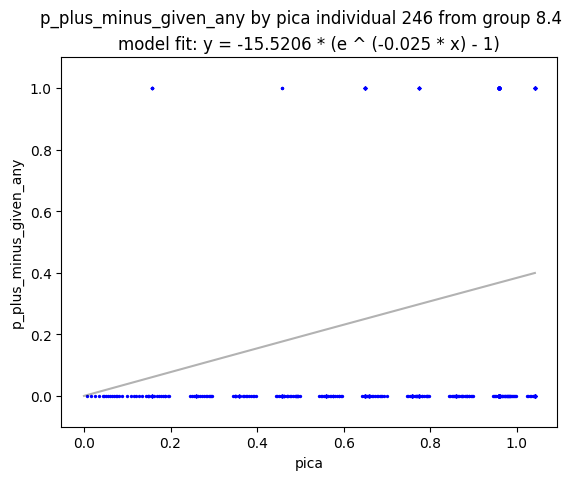 p_plus_minus_given_any by pica individual 246 from group 8.4
model fit: y = -15.5206 * (e ^ (-0.025 * x) - 1)
1.0
0.8
0.6
0.4
0.2
0.0
p_plus_minus_given_any
0.0 0.2 0.4 0.6 0.8 1.0
pica